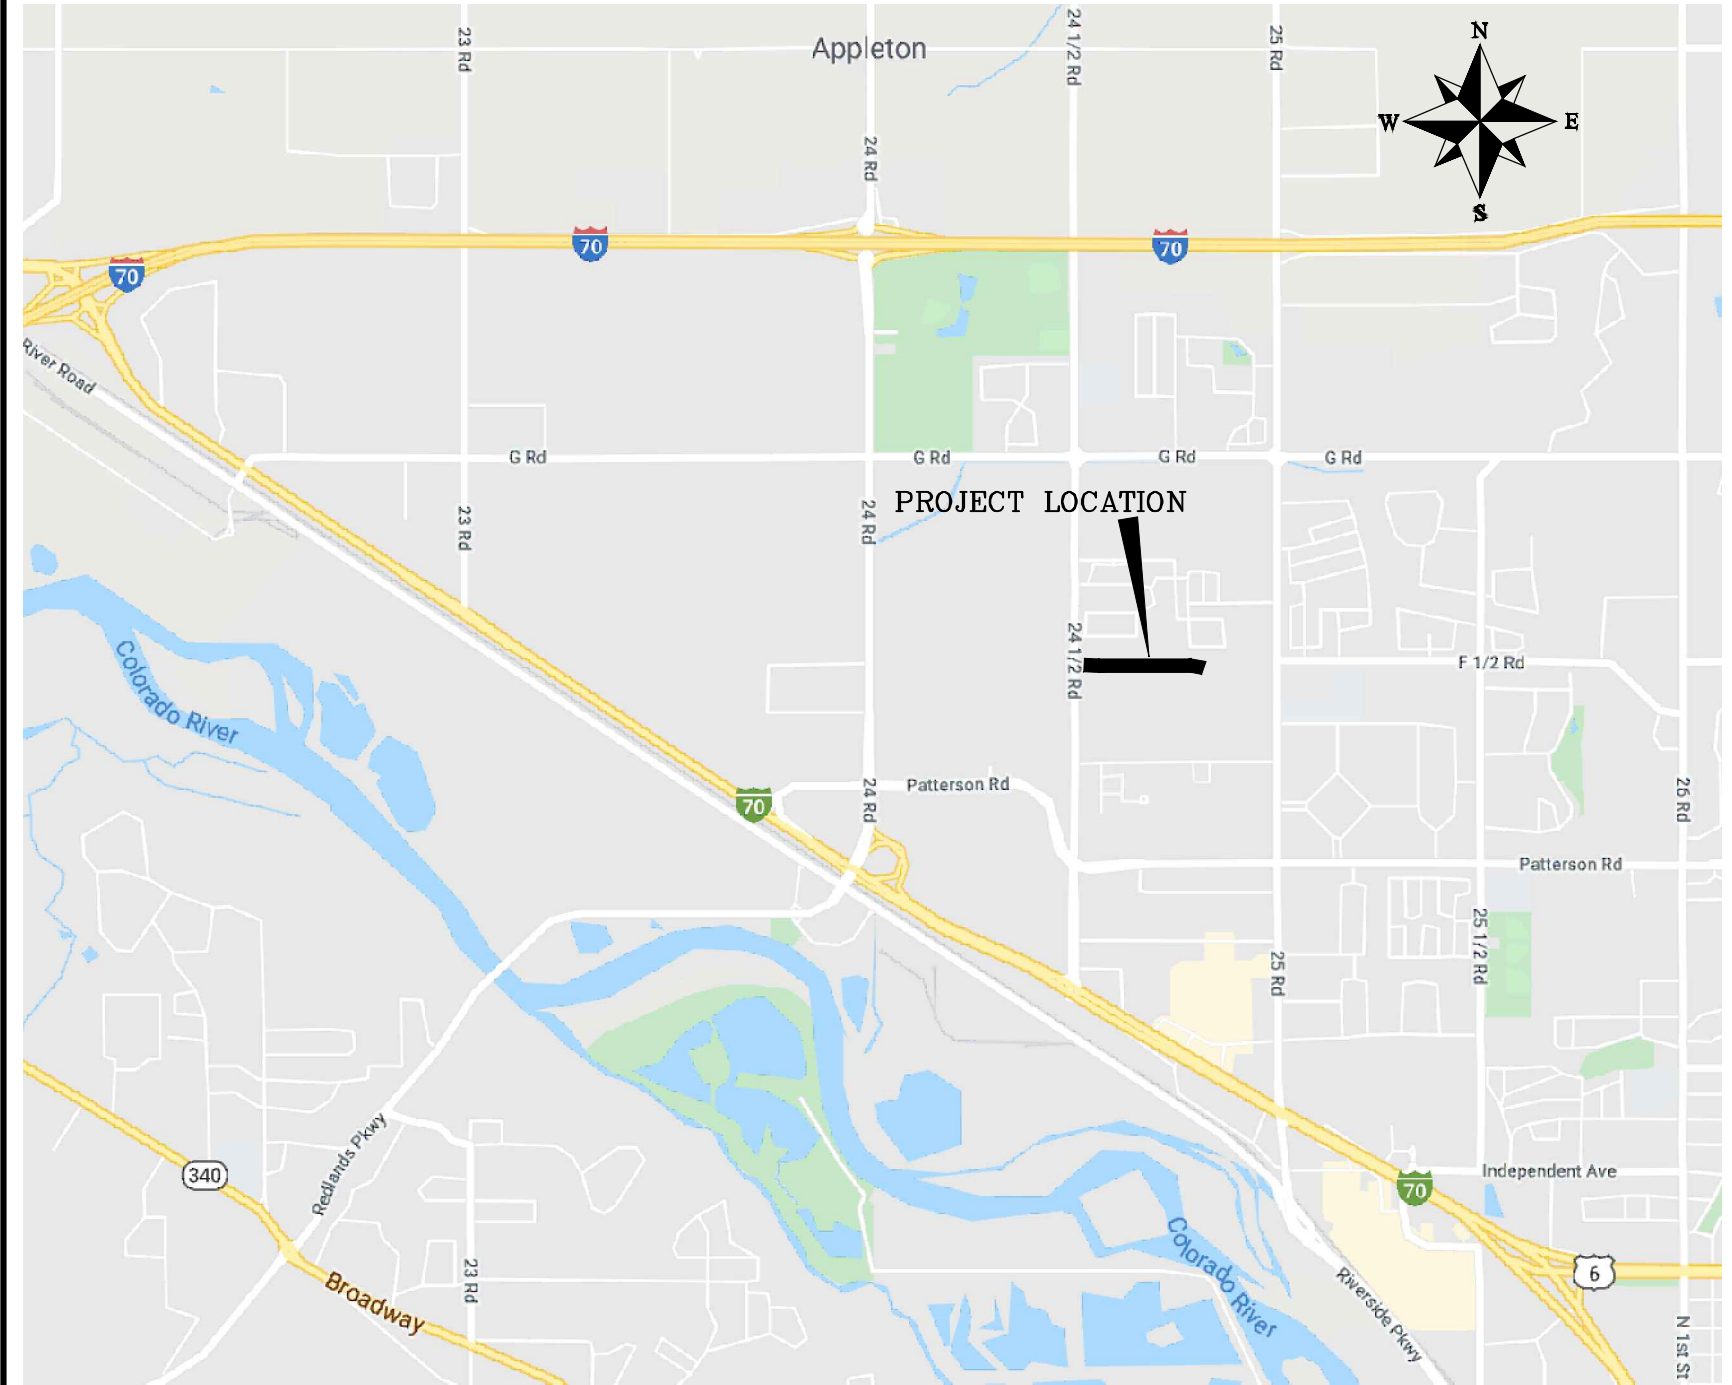 23 Rd
Appleton
24 1/2 Rd
25 Rd
N
W
E
S
24 Rd
70
70
70
River Road
G Rd
G Rd
G Rd
G Rd
23 Rd
24 Rd
PROJECT LOCATION
24 1/2 Rd
F 1/2 Rd
Colorado River
Patterson Rd
70
24 Rd
26 Rd
Patterson Rd
25 1/2 Rd
25 Rd
Redlands Pkwy
340
Independent Ave
70
Colorado River
6
23 Rd
Broadway
Riverside Pkwy
N 1st St